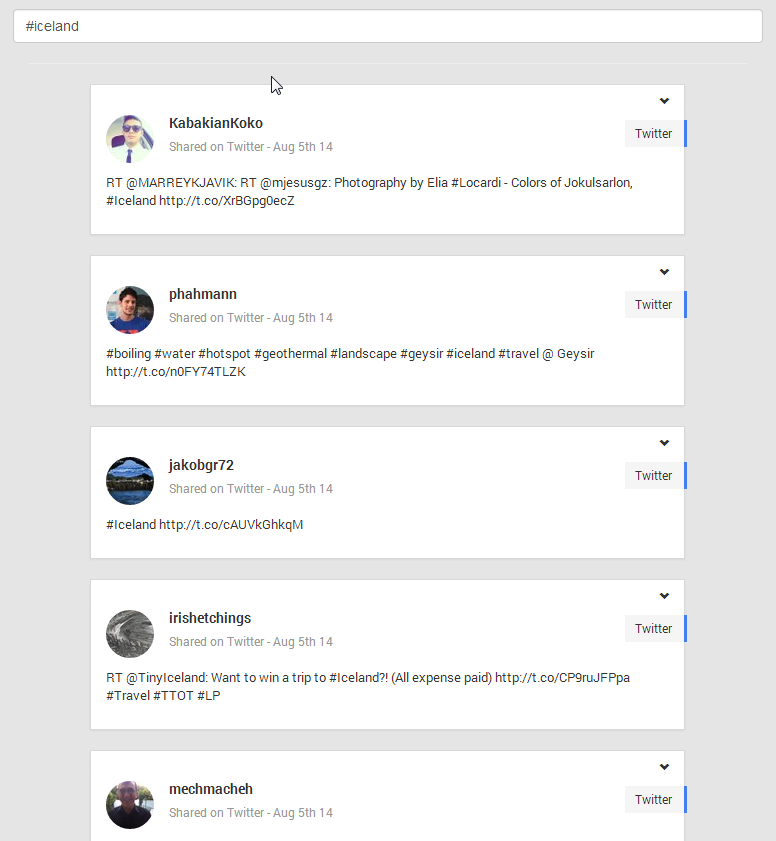 #iceland
KabakianKoko
Twitter
Shared on Twitter - Aug 5th 14
RT @MARREYKJAVIK: RT @mjesusgz: Photography by Elia #Locardi - Colors of Jokulsarlon,
#Iceland http://t.co/XrBGpg0ecZ
phahmann
Twitter
Shared on Twitter - Aug 5th 14
#boiling #water #hotspot #geothermal #landscape #geysir #iceland #travel @ Geysir
http://t.co/n0FY74TLZK
jakobgr72
Twitter
Shared on Twitter - Aug 5th 14
#Iceland http://t.co/cAUVkGhkqM
irishetchings
Twitter
Shared on Twitter - Aug 5th 14
RT @TinyIceland: Want to win a trip to #Iceland?! (All expense paid) http://t.co/CP9ruJFPpa
#Travel #TTOT #LP
mechmacheh
Twitter
Shared on Twitter - Aug 5th 14